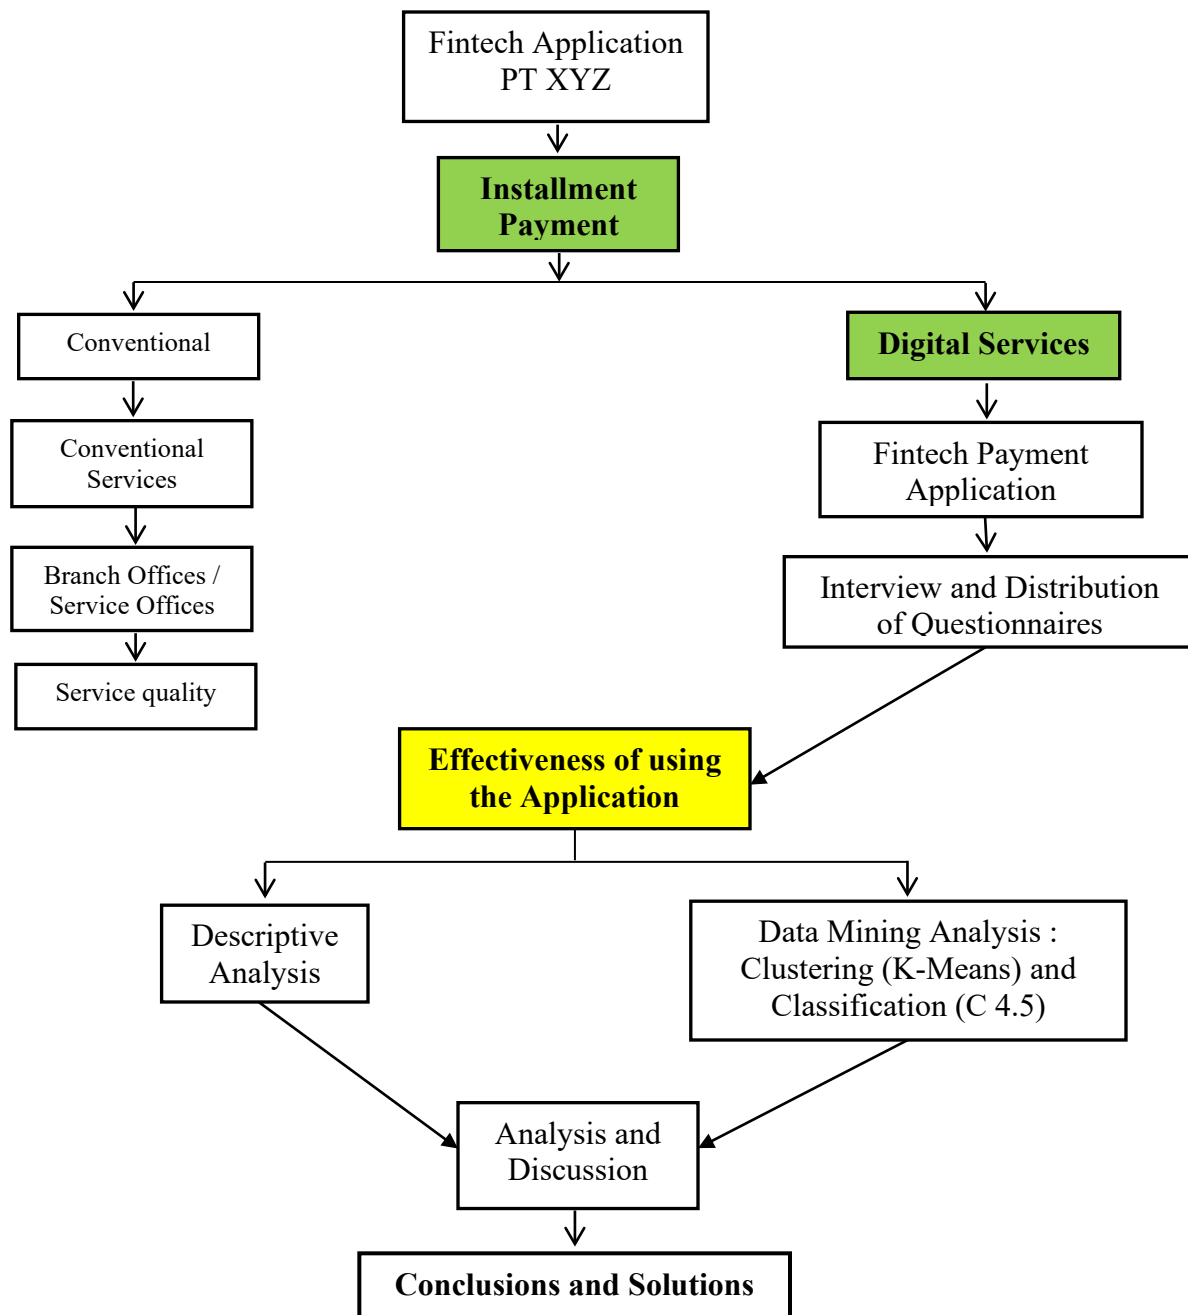 Fintech Application
PT XYZ
Installment
Payment
Conventional
Digital Services
Conventional
Services
Fintech Payment
Application
Branch Offices /
Service Offices
Interview and Distribution
of Questionnaires
Service quality
Effectiveness of using
the Application
Descriptive
Analysis
Data Mining Analysis :
Clustering (K-Means) and
Classification (C 4.5)
Analysis and
Discussion
Conclusions and Solutions